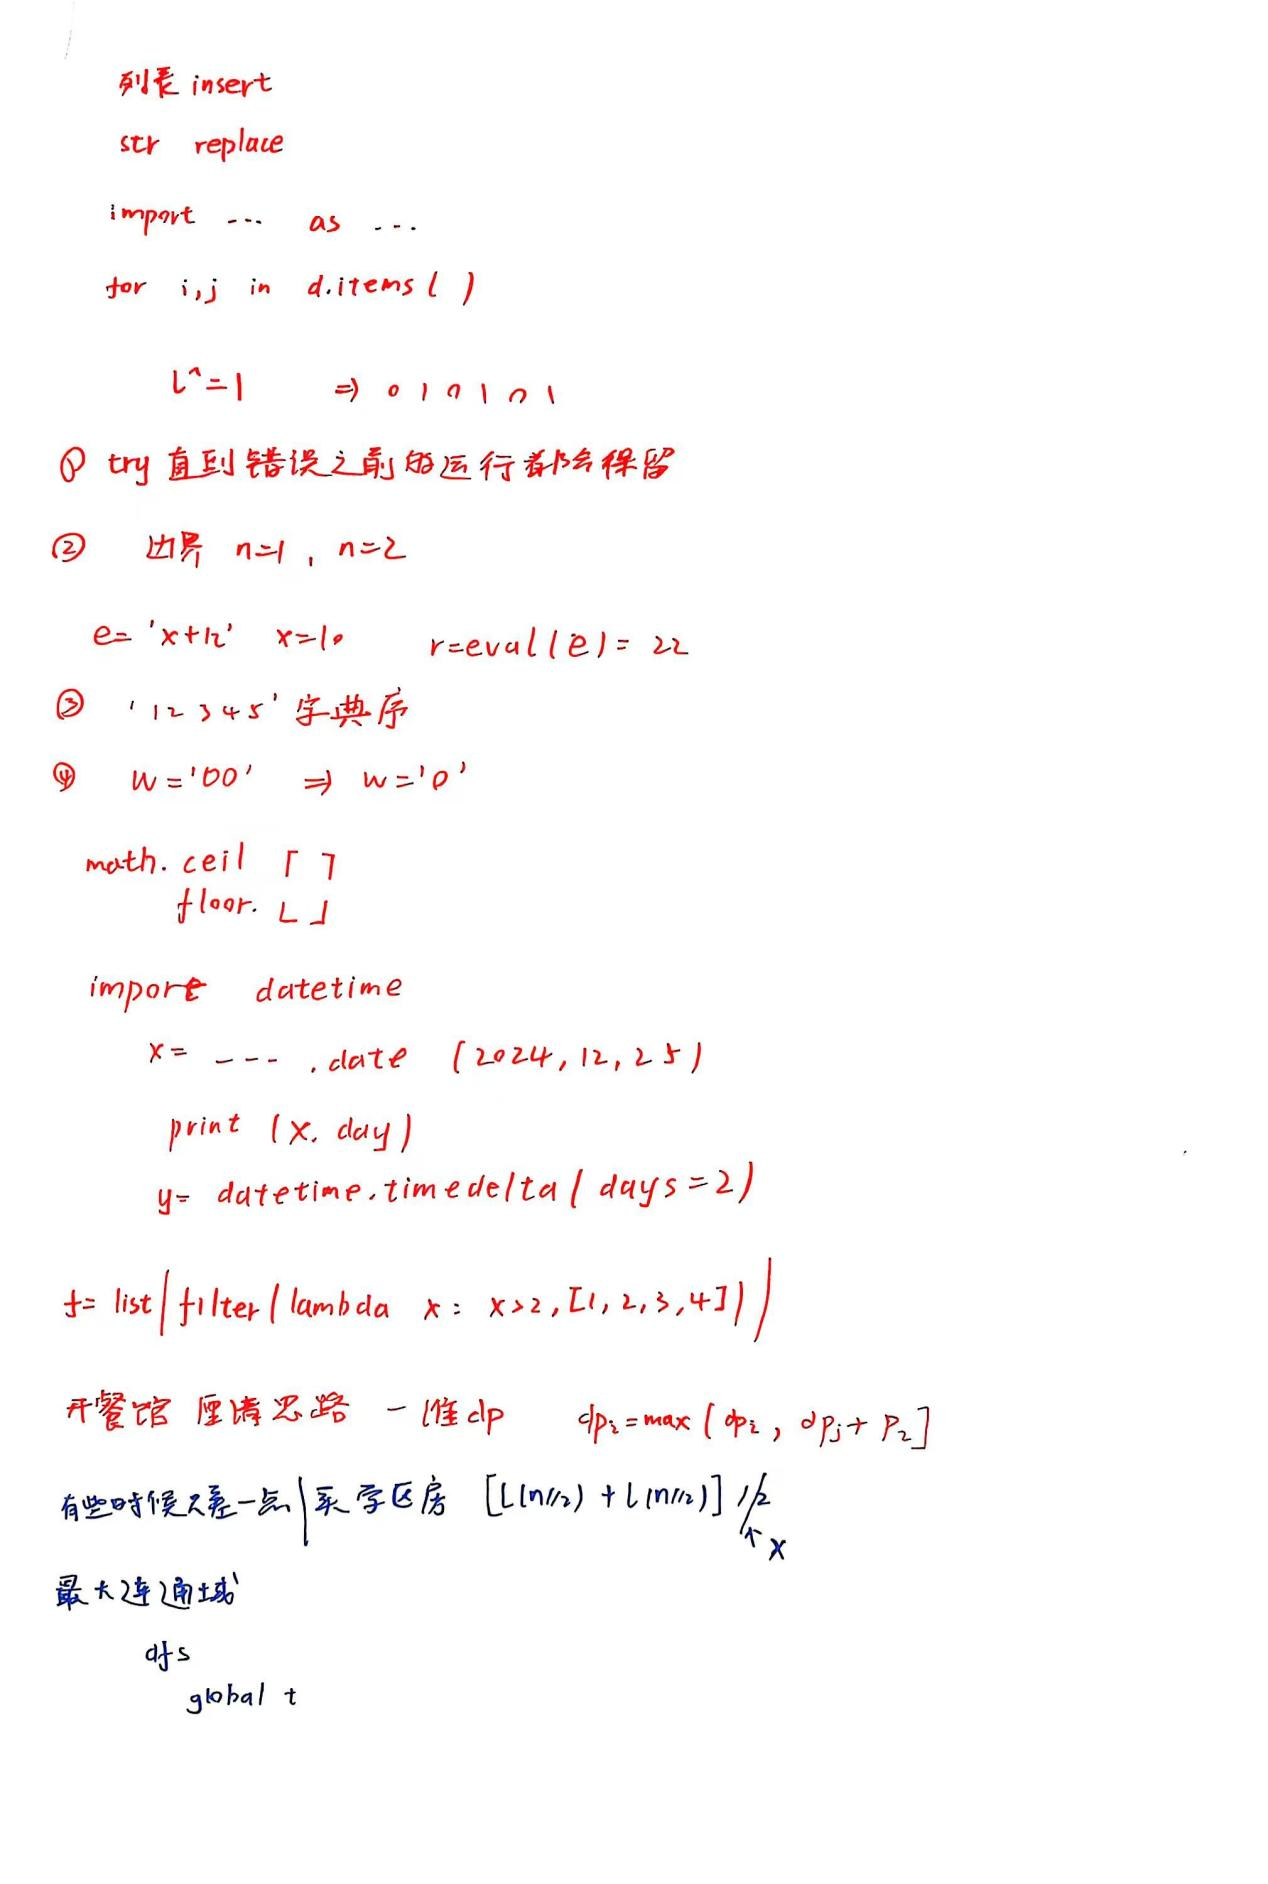 列表 insert
str replace
import --- as ---
for i,j in d.items( )
L^=1 ⇒ 0 1 0 1 0 1
① try 直到错误之前的运行都会保留
② 边界 n=1, n=2
e= 'x+12' x=10 r=eval(e)= 22
③ '12345' 字典序
④ w='00' ⇒ w='0'
math. ceil ⌈ ⌉
floor. ⌊ ⌋
import datetime
x= --- .date (2024,12,25)
print (x. day)
y= datetime.timedelta( days=2)
f= list(filter(lambda x: x>2,[1,2,3,4]))
开餐馆 厘清思路 一维dp dpi=max(dpi, dpj+Pi]
有些时候只差一点 | 买学区房 [L(n//2) + L(n//2)] //2
↑ x
最大连通域
dfs
global t